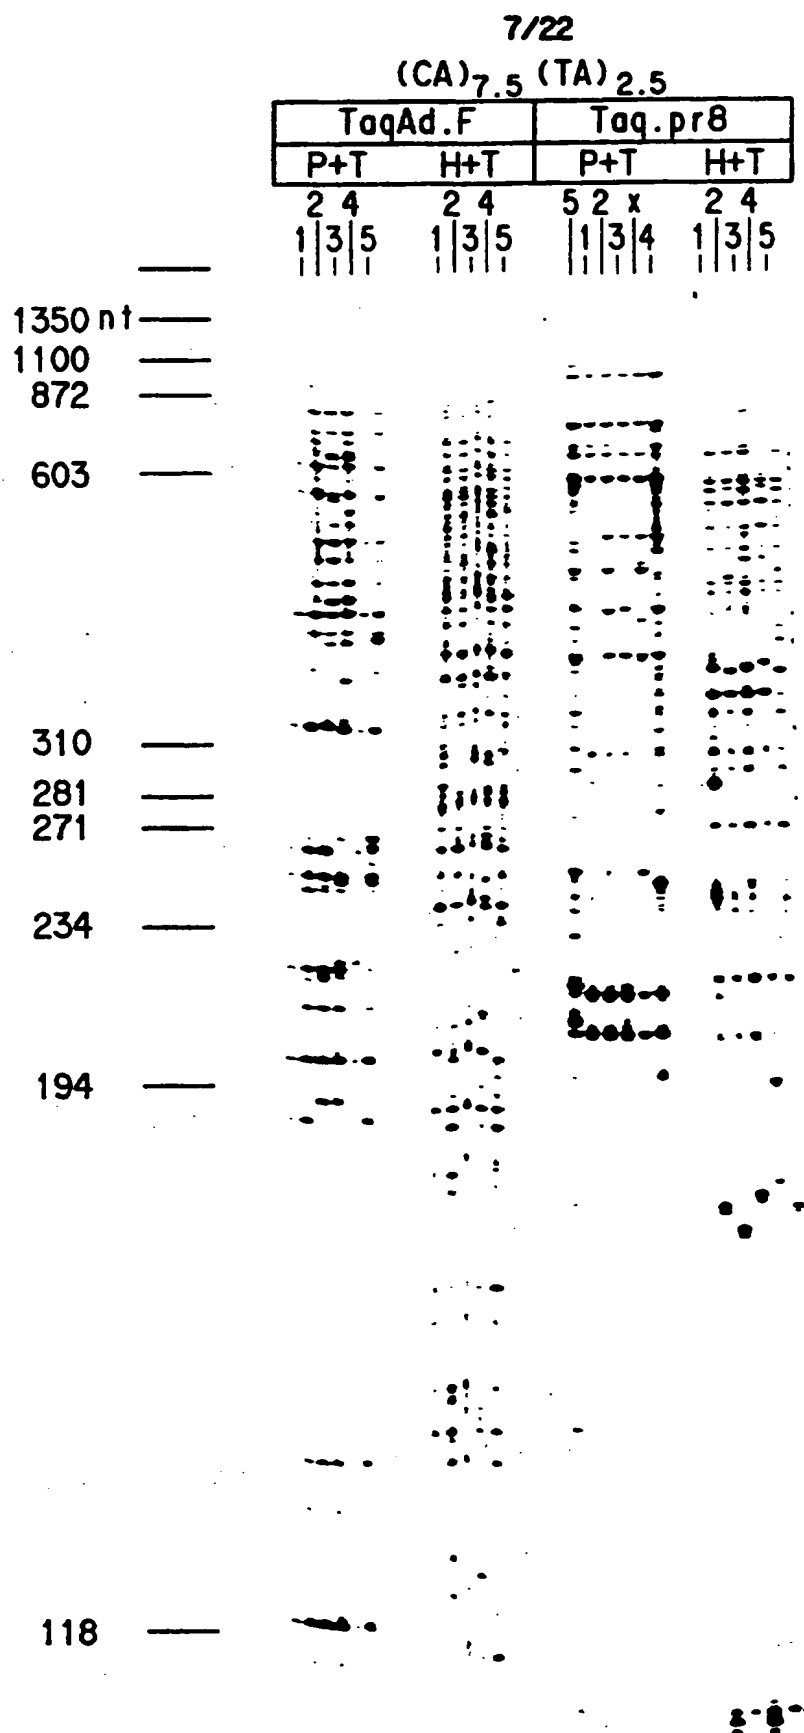 7/22
(CA)7.5 (TA)2.5
TaqAd.F Taq.pr8
P+T H+T P+T H+T
2 4 2 4 5 2 x 2 4
1 3 5 1 3 5 1 3 4 1 3 5
1350 nt
1100
872
603
310
281
271
234
194
118